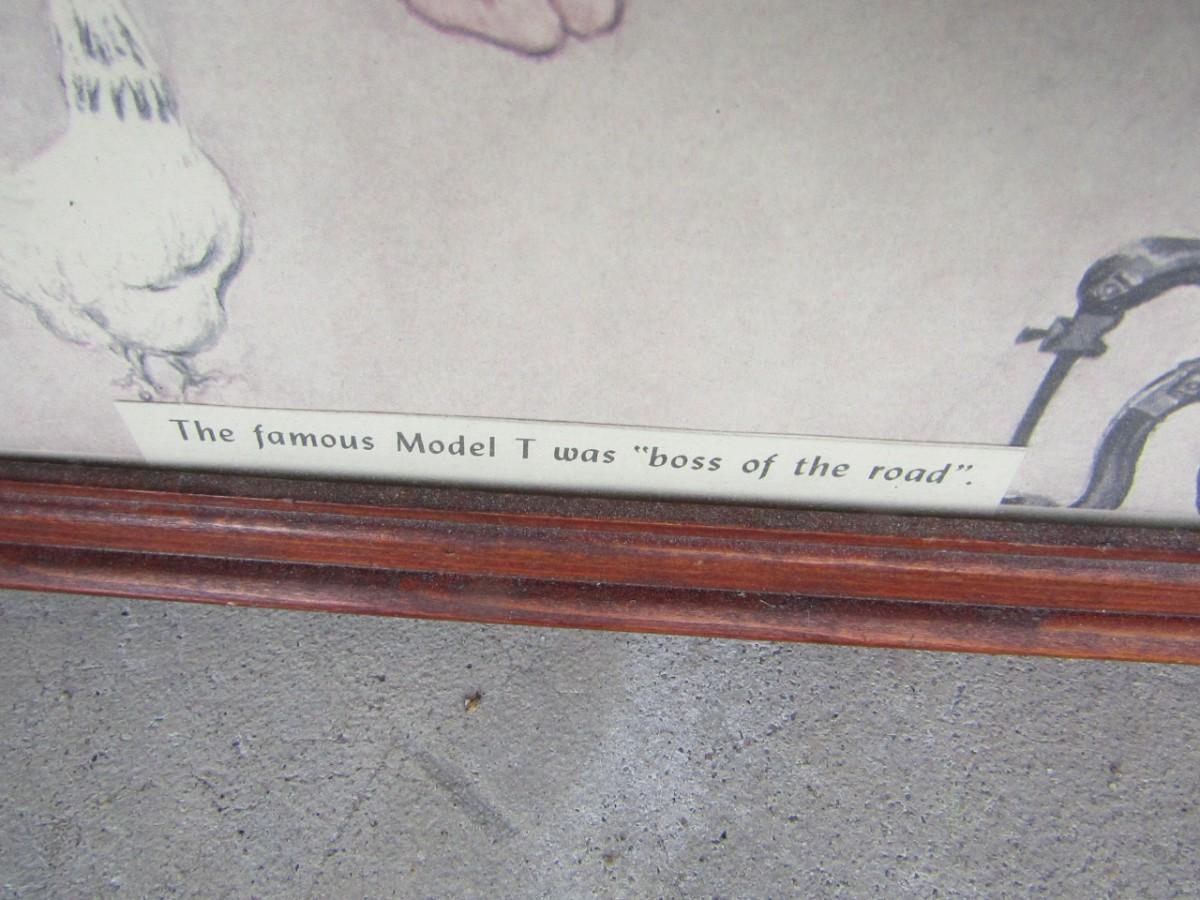 The famous Model T was "boss of the road".